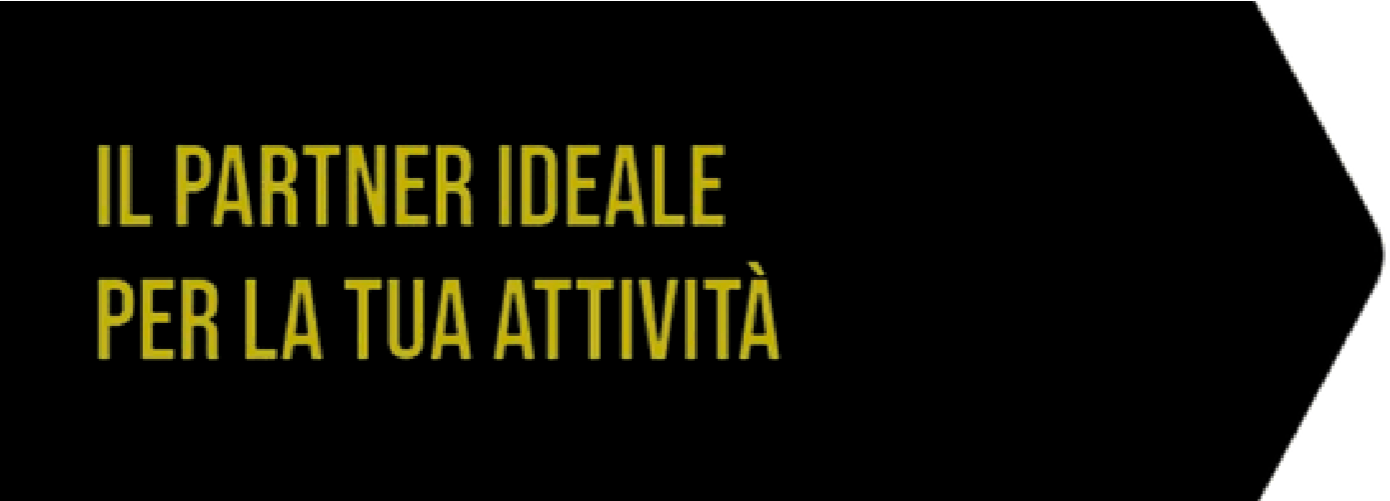 IL PARTNER IDEALE
PER LA TUA ATTIVITÀ